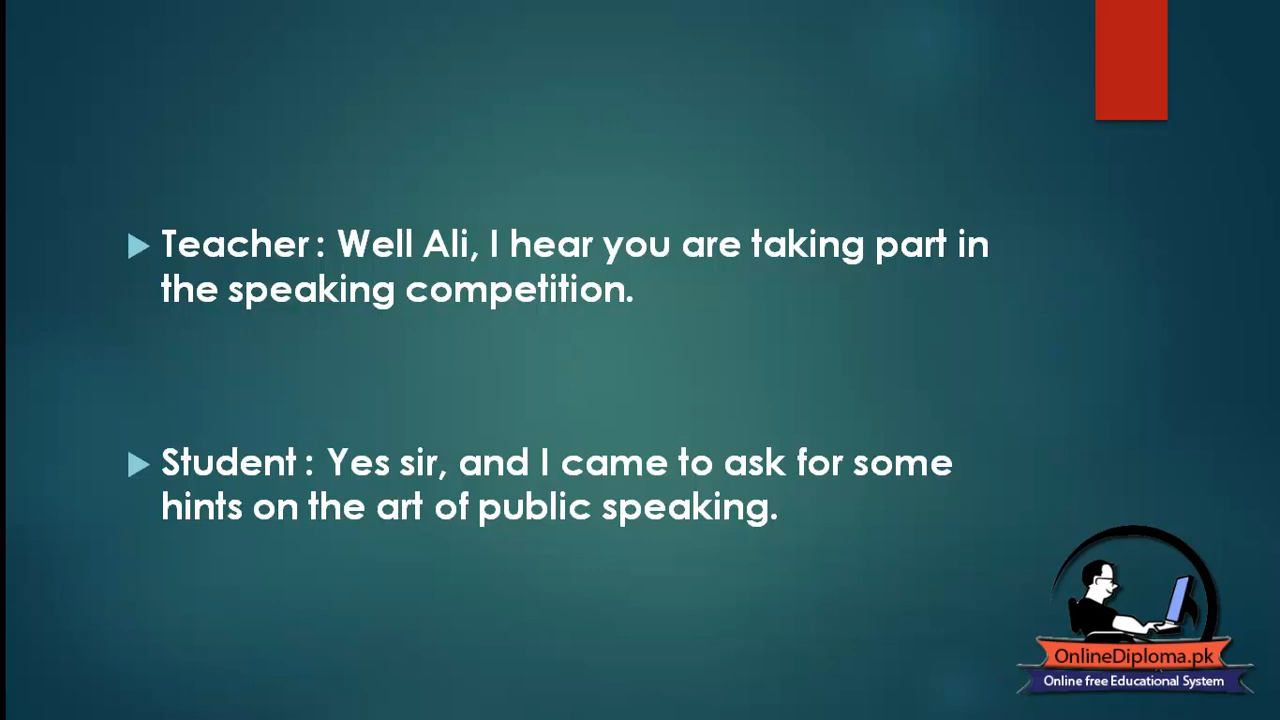 Teacher : Well Ali, I hear you are taking part in
the speaking competition.
Student : Yes sir, and I came to ask for some
hints on the art of public speaking.
OnlineDiploma.pk
Online free Educational System